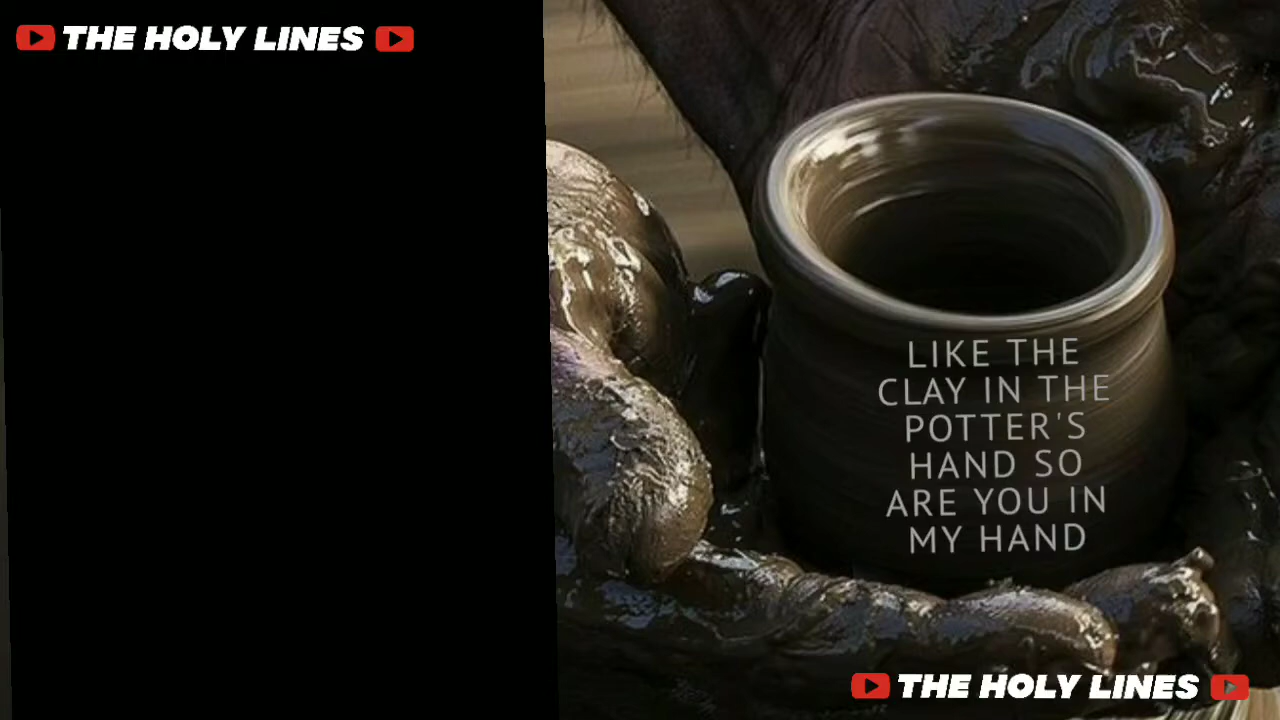 THE HOLY LINES
LIKE THE
CLAY IN THE
POTTER'S
HAND SO
ARE YOU IN
MY HAND
THE HOLY LINES